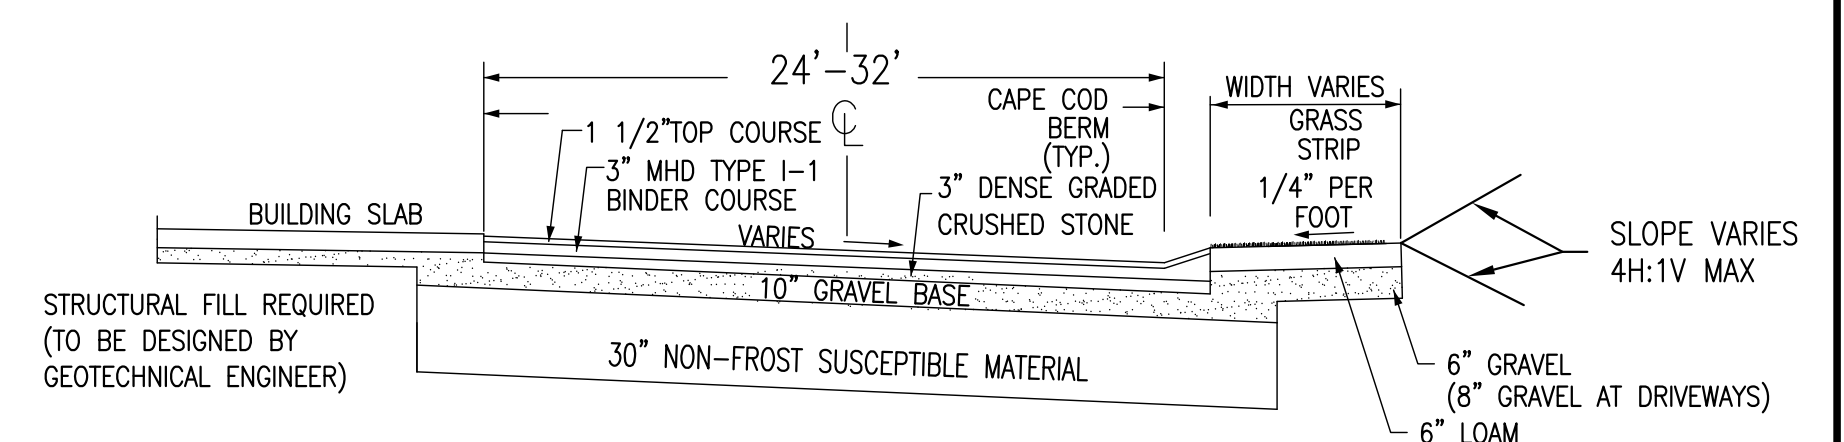 24'-32'
WIDTH VARIES
CAPE COD
BERM
(TYP.)
GRASS
STRIP
1 1/2"TOP COURSE
℄
3" MHD TYPE I-1
BINDER COURSE
3" DENSE GRADED
CRUSHED STONE
1/4" PER
FOOT
BUILDING SLAB
VARIES
SLOPE VARIES
4H:1V MAX
10" GRAVEL BASE
STRUCTURAL FILL REQUIRED
(TO BE DESIGNED BY
GEOTECHNICAL ENGINEER)
30" NON-FROST SUSCEPTIBLE MATERIAL
6" GRAVEL
(8" GRAVEL AT DRIVEWAYS)
6" LOAM